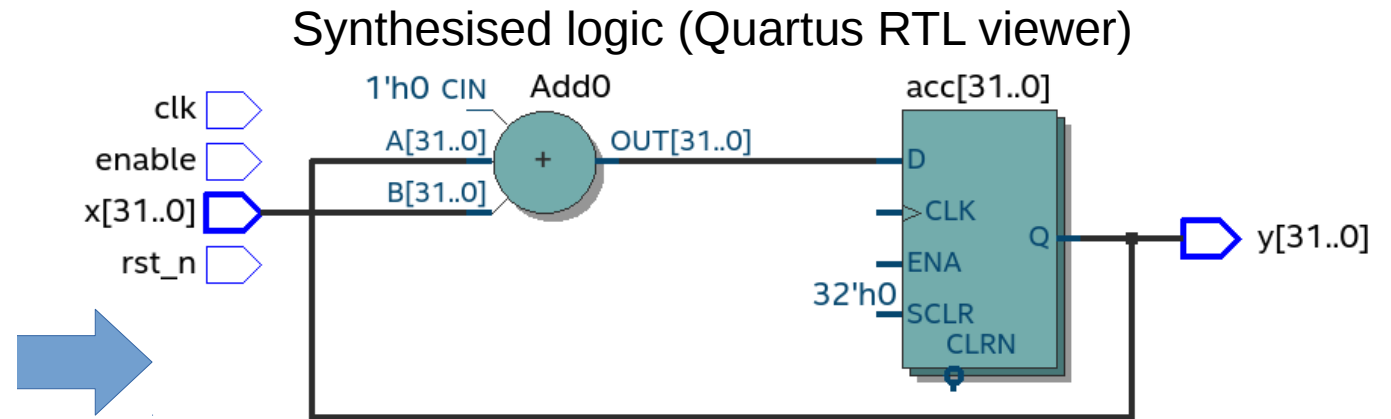 Synthesised logic (Quartus RTL viewer)
1'h0 CIN
Add0
acc[31..0]
clk
enable
A[31..0]
OUT[31..0]
D
B[31..0]
x[31..0]
CLK
Q
y[31..0]
rst_n
ENA
32'h0
SCLR
CLRN
+